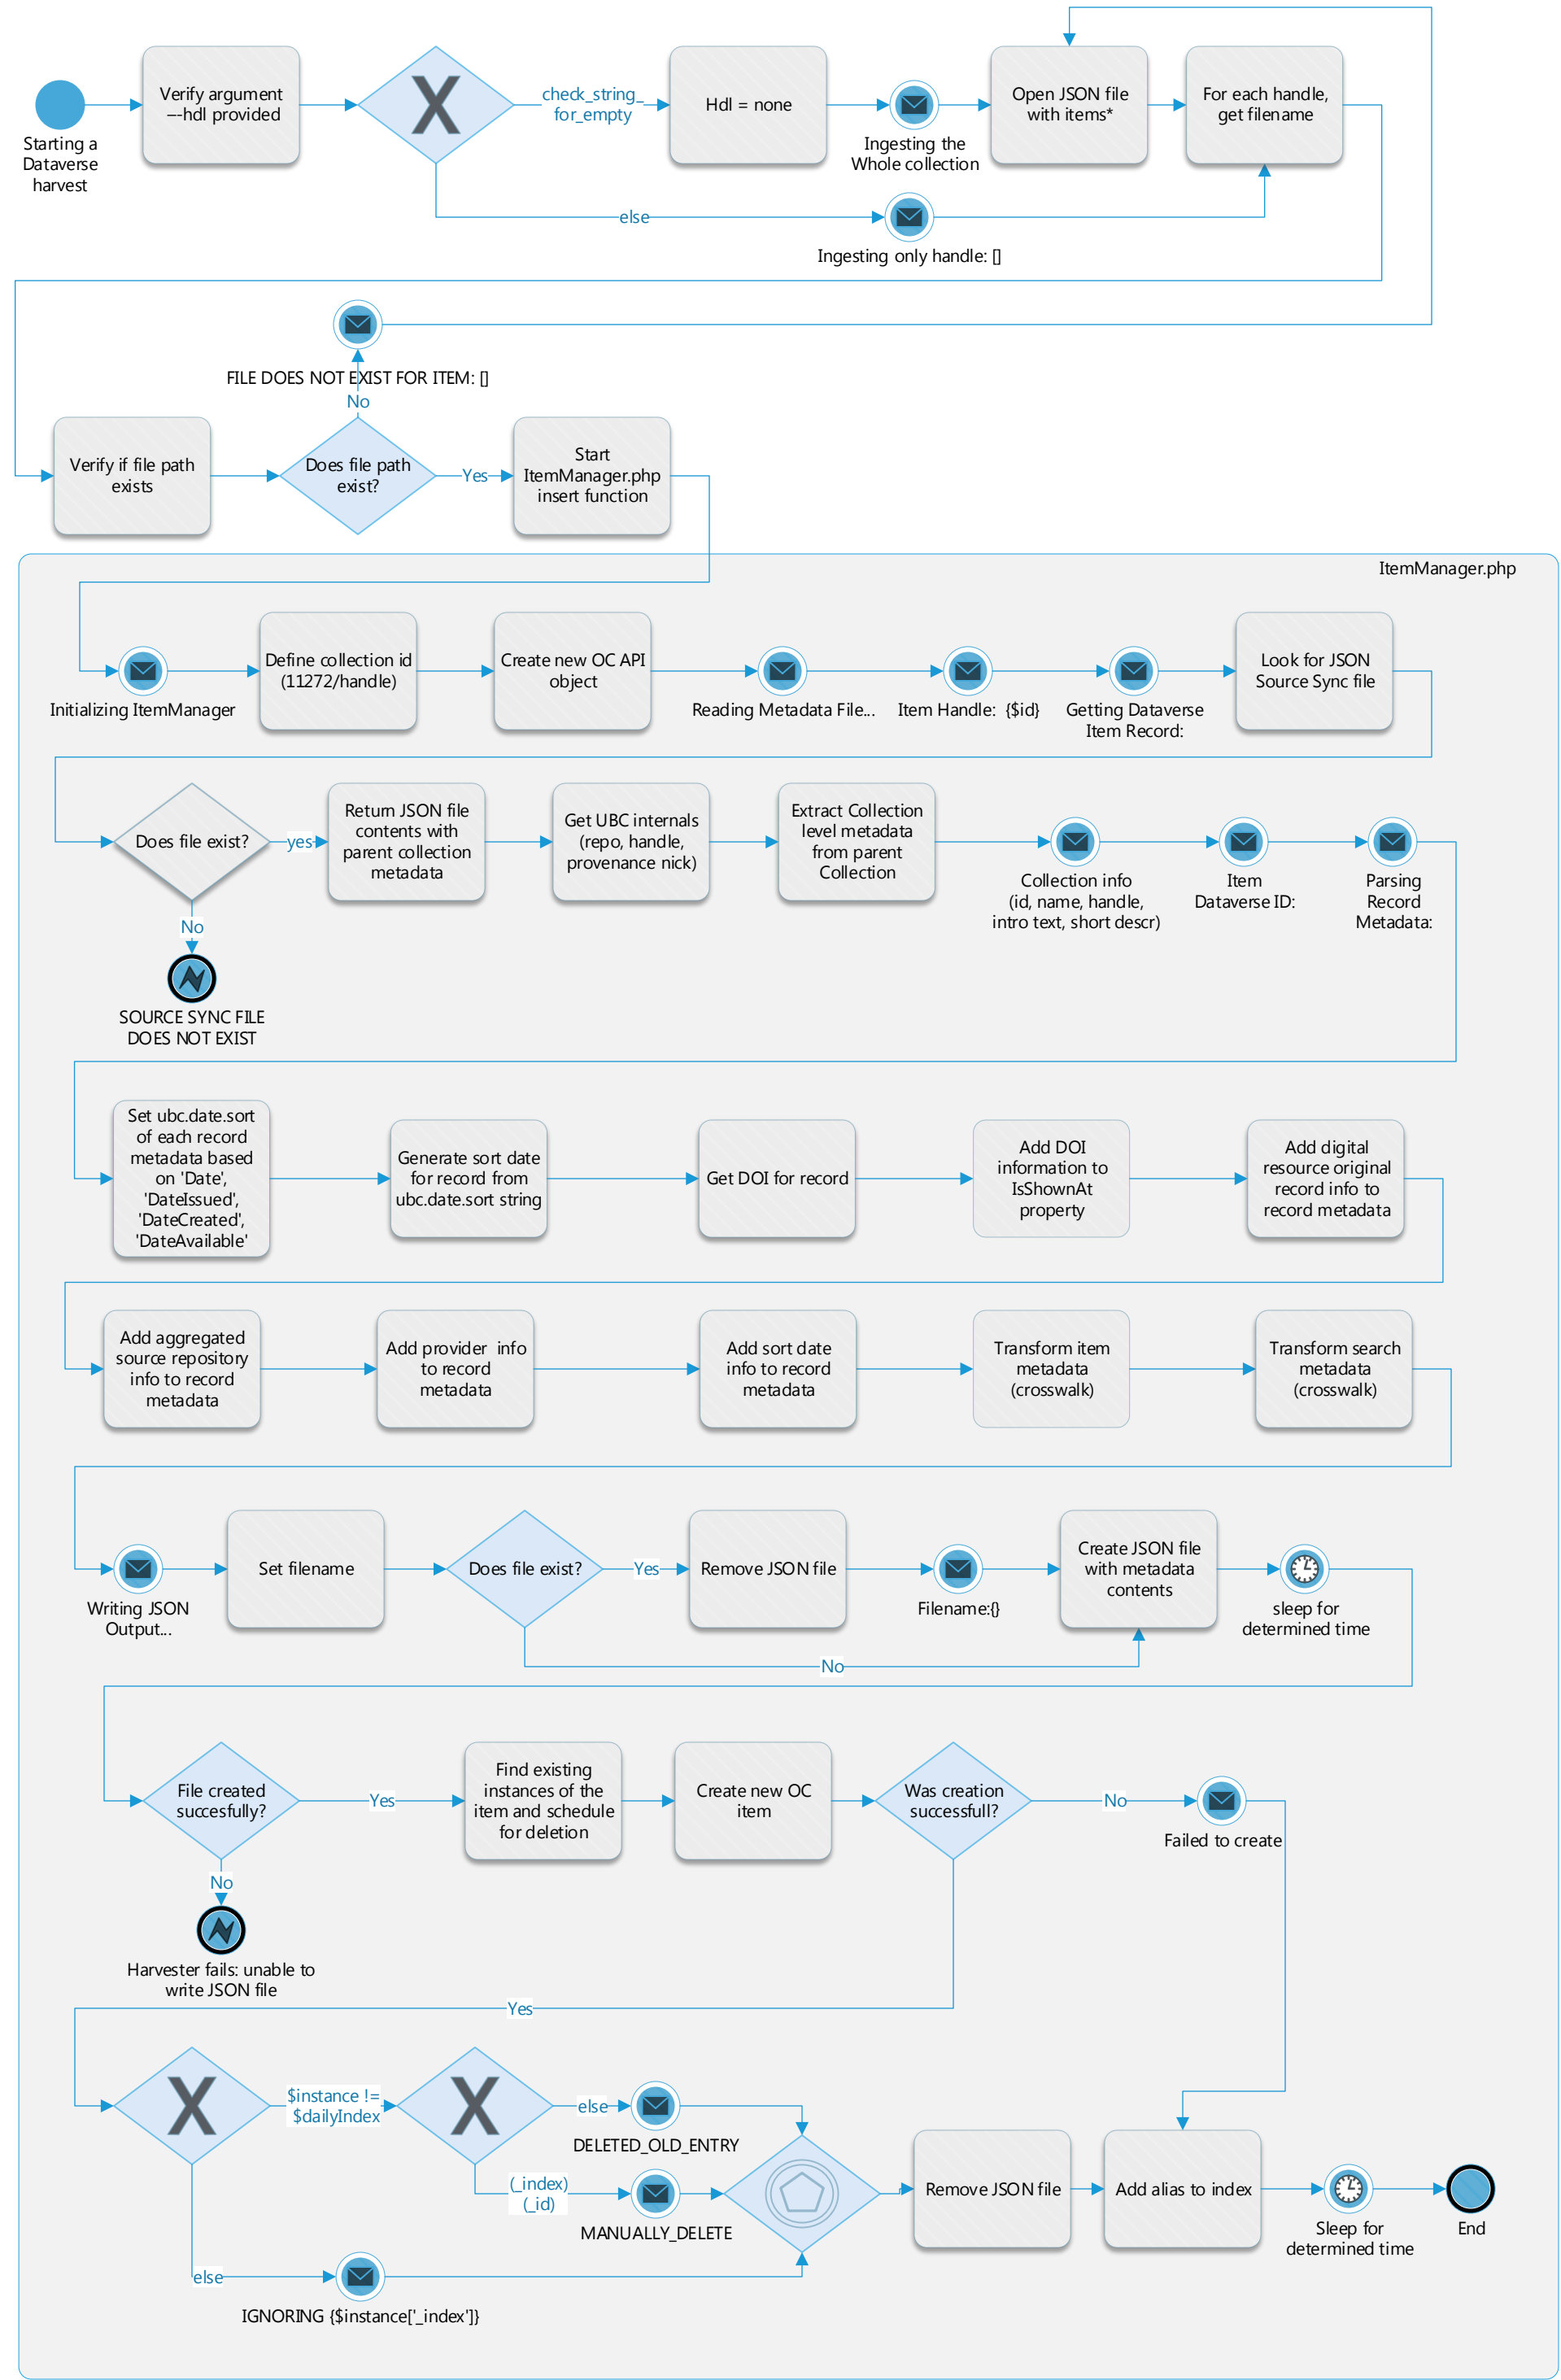 Starting a
Dataverse
harvest
Verify argument
—-hdl provided
check_string_
for_empty
Hdl = none
Ingesting the
Whole collection
Open JSON file
with items*
For each handle,
get filename
else
Ingesting only handle: []
FILE DOES NOT EXIST FOR ITEM: []
No
Verify if file path
exists
Does file path
exist?
Yes
Start
ItemManager.php
insert function
ItemManager.php
Initializing ItemManager
Define collection id
(11272/handle)
Create new OC API
object
Reading Metadata File...
Item Handle:  {$id}
Getting Dataverse
Item Record:
Look for JSON
Source Sync file
Does file exist?
yes
Return JSON file
contents with
parent collection
metadata
Get UBC internals
(repo, handle,
provenance nick)
Extract Collection
level metadata
from parent
Collection
Collection info
(id, name, handle,
intro text, short descr)
Item
Dataverse ID:
Parsing
Record
Metadata:
No
SOURCE SYNC FILE
DOES NOT EXIST
Set ubc.date.sort
of each record
metadata based
on 'Date',
'DateIssued',
'DateCreated',
'DateAvailable'
Generate sort date
for record from
ubc.date.sort string
Get DOI for record
Add DOI
information to
IsShownAt
property
Add digital
resource original
record info to
record metadata
Add aggregated
source repository
info to record
metadata
Add provider  info
to record
metadata
Add sort date
info to record
metadata
Transform item
metadata
(crosswalk)
Transform search
metadata
(crosswalk)
Writing JSON
Output...
Set filename
Does file exist?
Yes
Remove JSON file
Filename:{}
Create JSON file
with metadata
contents
sleep for
determined time
No
File created
succesfully?
Yes
Find existing
instances of the
item and schedule
for deletion
Create new OC
item
Was creation
successfull?
No
Failed to create
No
Harvester fails: unable to
write JSON file
Yes
$instance !=
$dailyIndex
else
DELETED_OLD_ENTRY
(_index)
(_id)
MANUALLY_DELETE
Remove JSON file
Add alias to index
Sleep for
determined time
End
else
IGNORING {$instance['_index']}